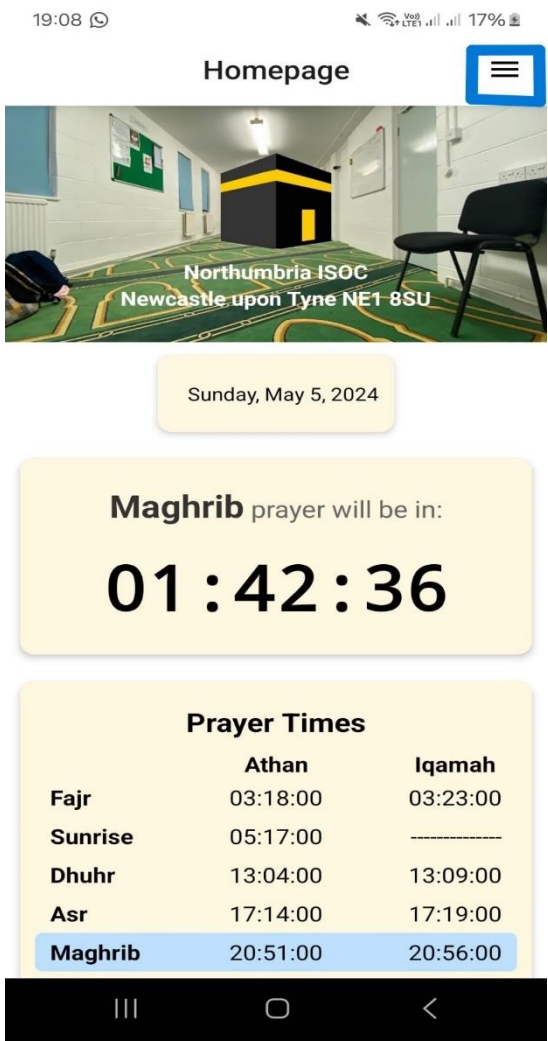 19:08 17%
Homepage
Northumbria ISOC
Newcastle upon Tyne NE1 8SU
Sunday, May 5, 2024
Maghrib prayer will be in:
01:42:36
Prayer Times
Athan Iqamah
Fajr 03:18:00 03:23:00
Sunrise 05:17:00 --------------
Dhuhr 13:04:00 13:09:00
Asr 17:14:00 17:19:00
Maghrib 20:51:00 20:56:00